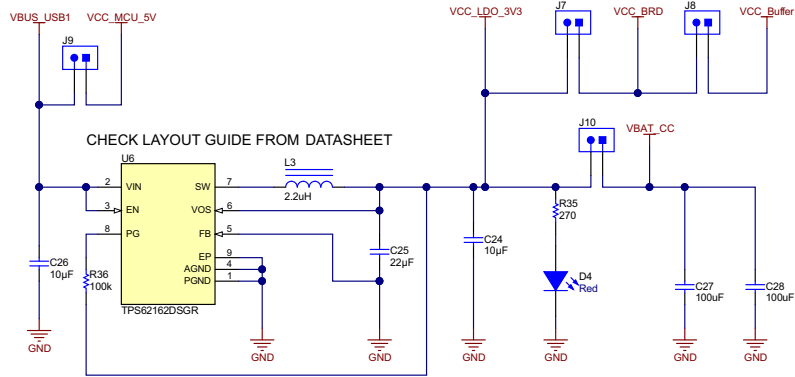 VBUS_USB1
VCC_MCU_5V
VCC_LDO_3V3
J7
VCC_BRD
J8
VCC_Buffer
J9
CHECK LAYOUT GUIDE FROM DATASHEET
J10
VBAT_CC
U6
L3
2.2uH
2 VIN SW 7
3 EN VOS 6
8 PG FB 5
EP 9
AGND 4
PGND 1
TPS62162DSGR
C26
10µF
R36
100k
C25
22µF
C24
10µF
R35
270
D4
Red
C27
100uF
C28
100uF
GND
GND
GND
GND
GND
GND
GND